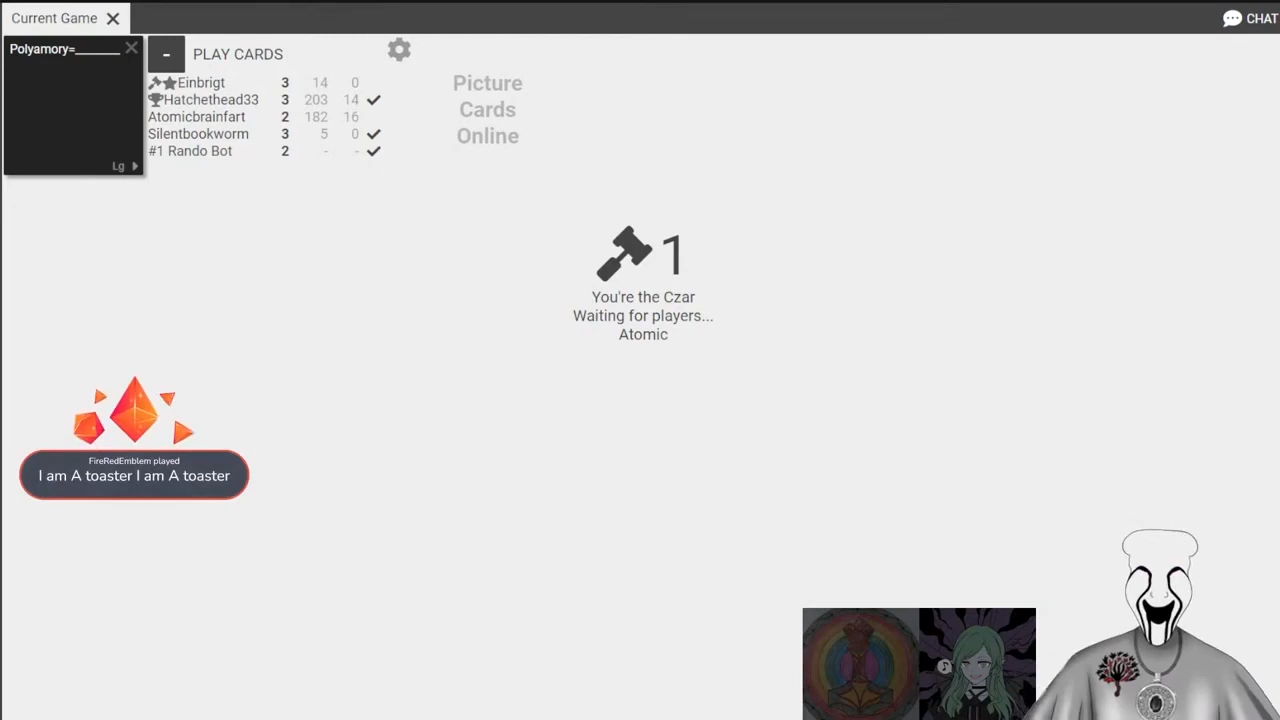 Current Game
CHAT
Polyamory=______
Lg
- PLAY CARDS
Einbrigt 3 14 0
Hatchethead33 3 203 14
Atomicbrainfart 2 182 16
Silentbookworm 3 5 0
#1 Rando Bot 2 - -
Picture
Cards
Online
1
You're the Czar
Waiting for players...
Atomic
FireRedEmblem played
I am A toaster I am A toaster